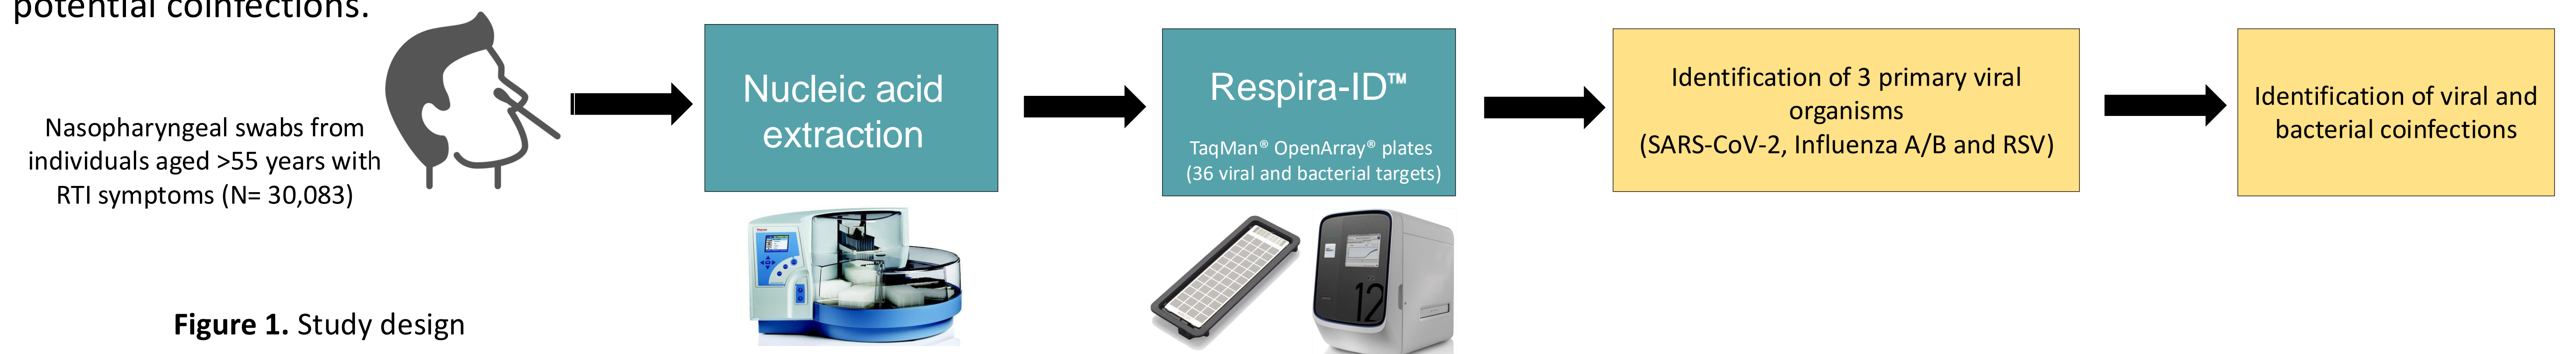 potential coinfections.
Nasopharyngeal swabs from
individuals aged >55 years with
RTI symptoms (N= 30,083)
Nucleic acid
extraction
Respira-ID™
TaqMan® OpenArray® plates
(36 viral and bacterial targets)
Identification of 3 primary viral
organisms
(SARS-CoV-2, Influenza A/B and RSV)
Identification of viral and
bacterial coinfections
12
Figure 1. Study design